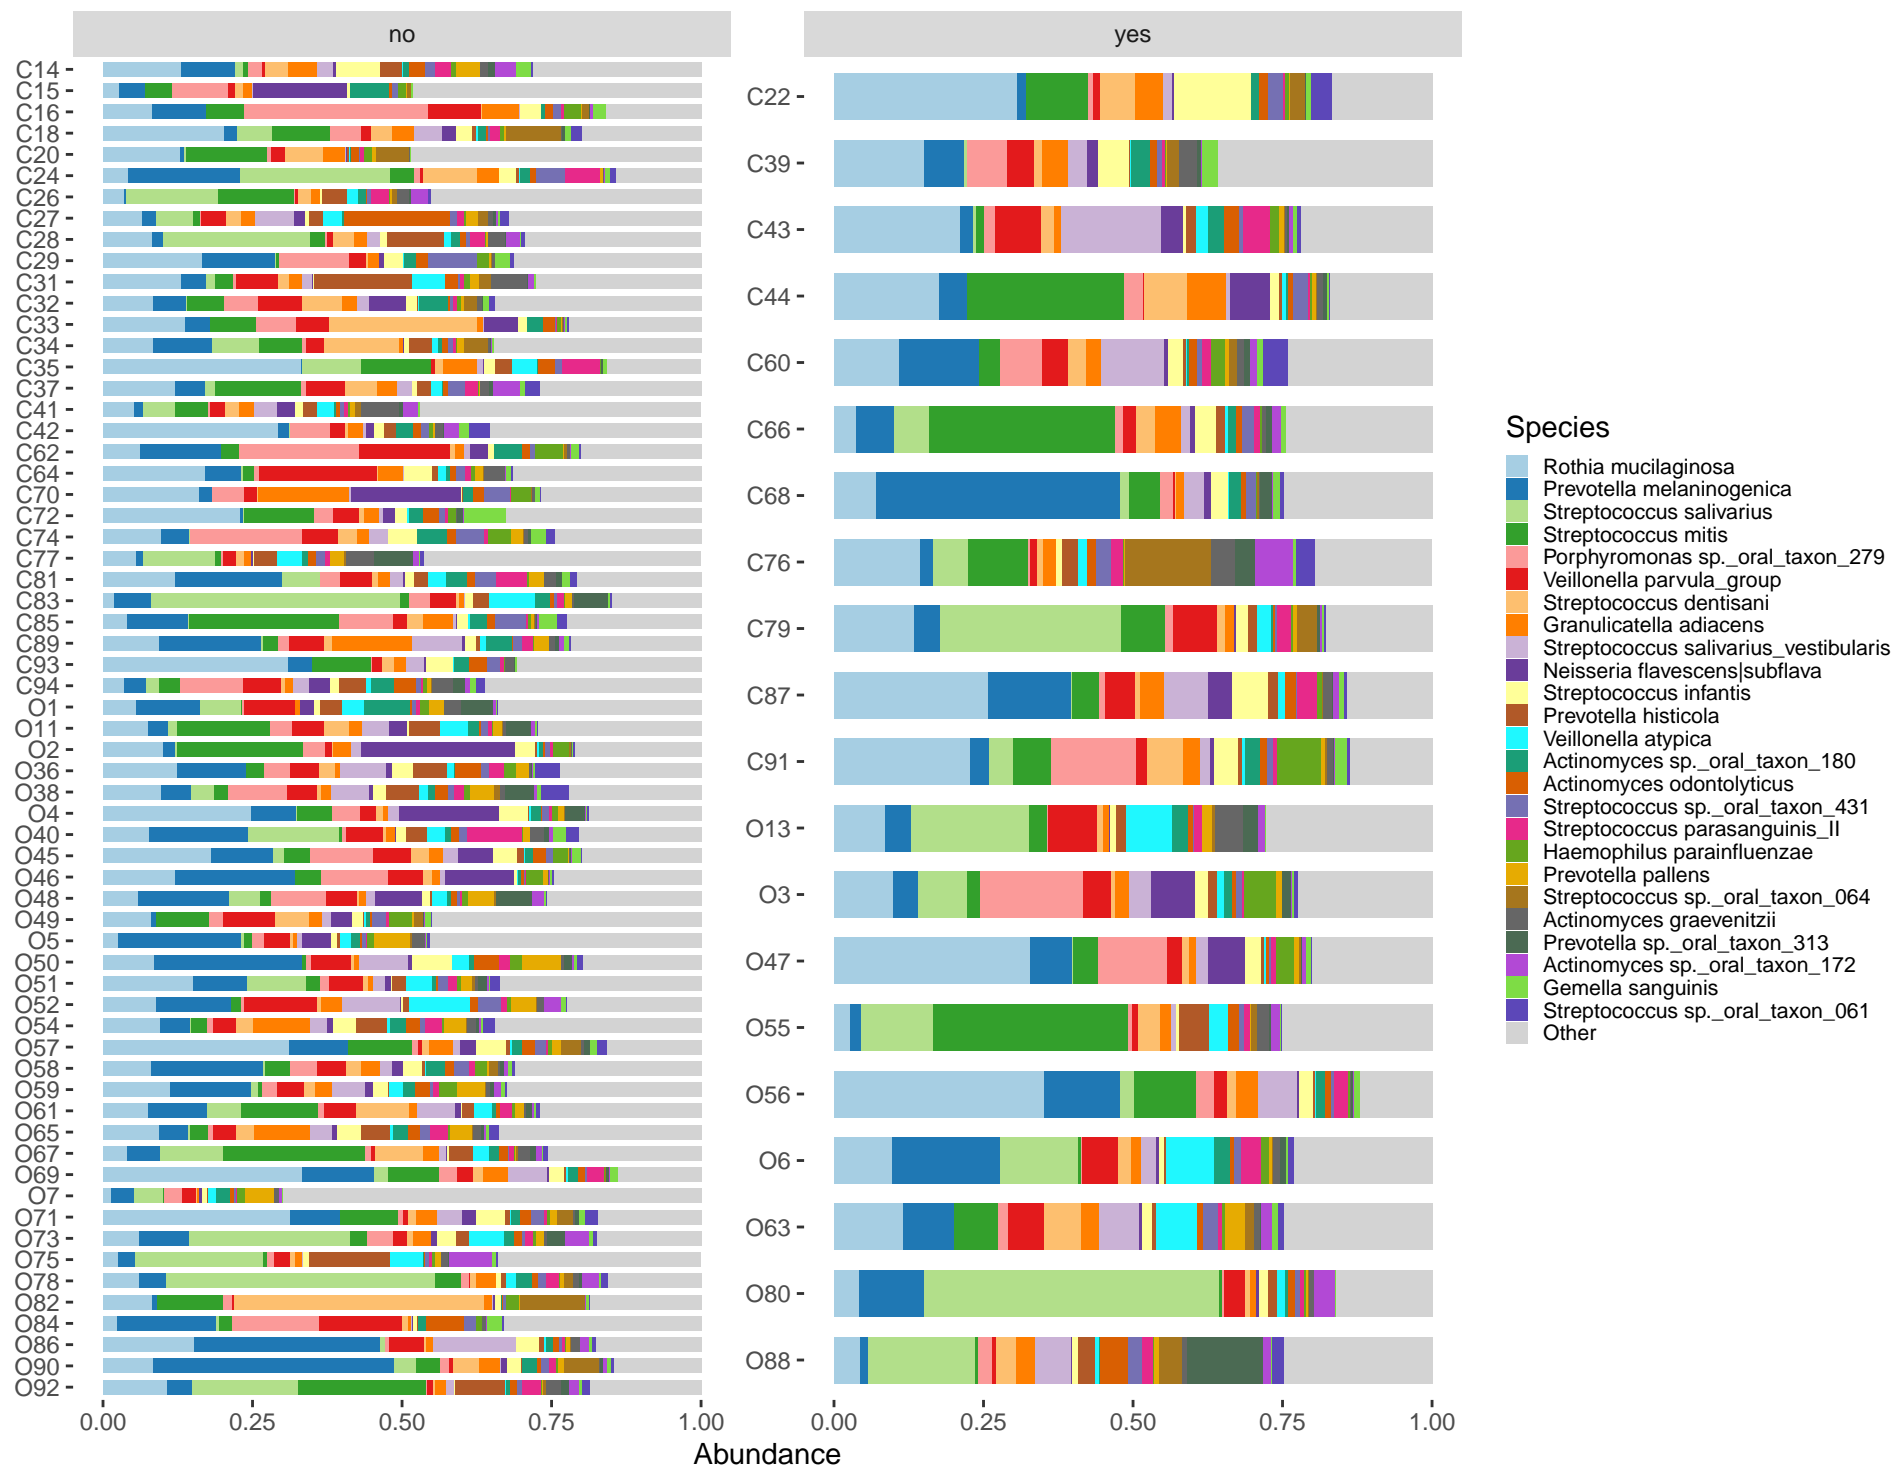 no
yes
C14
C15
C16
C18
C20
C24
C26
C27
C28
C29
C31
C32
C33
C34
C35
C37
C41
C42
C62
C64
C70
C72
C74
C77
C81
C83
C85
C89
C93
C94
O1
O11
O2
O36
O38
O4
O40
O45
O46
O48
O49
O5
O50
O51
O52
O54
O57
O58
O59
O61
O65
O67
O69
O7
O71
O73
O75
O78
O82
O84
O86
O90
O92
C22
C39
C43
C44
C60
C66
C68
C76
C79
C87
C91
O13
O3
O47
O55
O56
O6
O63
O80
O88
0.00 0.25 0.50 0.75 1.00
0.00 0.25 0.50 0.75 1.00
Abundance
Species
Rothia mucilaginosa
Prevotella melaninogenica
Streptococcus salivarius
Streptococcus mitis
Porphyromonas sp._oral_taxon_279
Veillonella parvula_group
Streptococcus dentisani
Granulicatella adiacens
Streptococcus salivarius_vestibularis
Neisseria flavescens|subflava
Streptococcus infantis
Prevotella histicola
Veillonella atypica
Actinomyces sp._oral_taxon_180
Actinomyces odontolyticus
Streptococcus sp._oral_taxon_431
Streptococcus parasanguinis_II
Haemophilus parainfluenzae
Prevotella pallens
Streptococcus sp._oral_taxon_064
Actinomyces graevenitzii
Prevotella sp._oral_taxon_313
Actinomyces sp._oral_taxon_172
Gemella sanguinis
Streptococcus sp._oral_taxon_061
Other